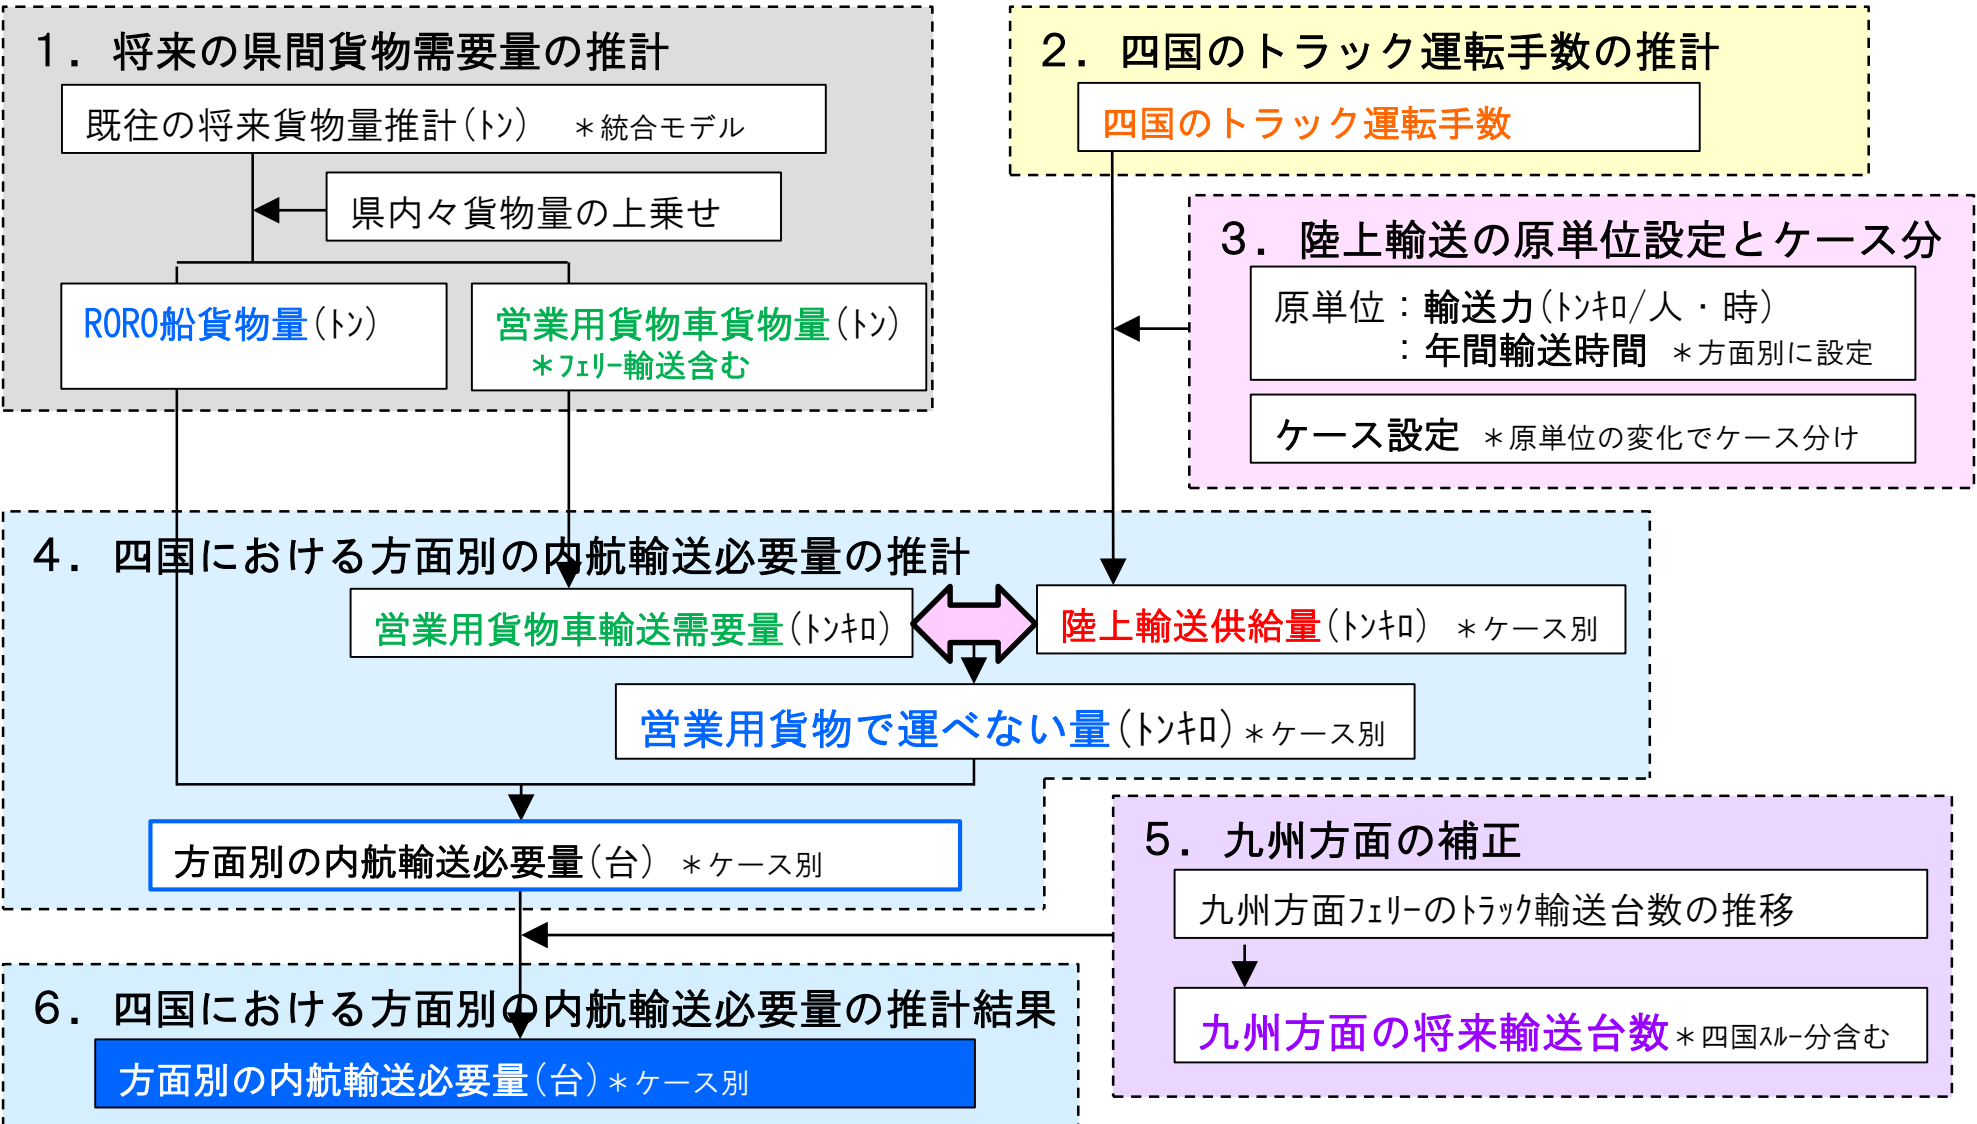 １．将来の県間貨物需要量の推計
既往の将来貨物量推計(ﾄﾝ) ＊統合モデル
県内々貨物量の上乗せ
RORO船貨物量(ﾄﾝ)
営業用貨物車貨物量(ﾄﾝ)
＊ﾌｪﾘｰ輸送含む
２．四国のトラック運転手数の推計
四国のトラック運転手数
３．陸上輸送の原単位設定とケース分
原単位：輸送力(ﾄﾝｷﾛ/人・時)
：年間輸送時間 ＊方面別に設定
ケース設定 ＊原単位の変化でケース分け
４．四国における方面別の内航輸送必要量の推計
営業用貨物車輸送需要量(ﾄﾝｷﾛ)
陸上輸送供給量(ﾄﾝｷﾛ) ＊ケース別
営業用貨物で運べない量(ﾄﾝｷﾛ)＊ケース別
方面別の内航輸送必要量(台) ＊ケース別
５．九州方面の補正
九州方面ﾌｪﾘｰのﾄﾗｯｸ輸送台数の推移
九州方面の将来輸送台数＊四国ｽﾙｰ分含む
６．四国における方面別の内航輸送必要量の推計結果
方面別の内航輸送必要量(台)＊ケース別